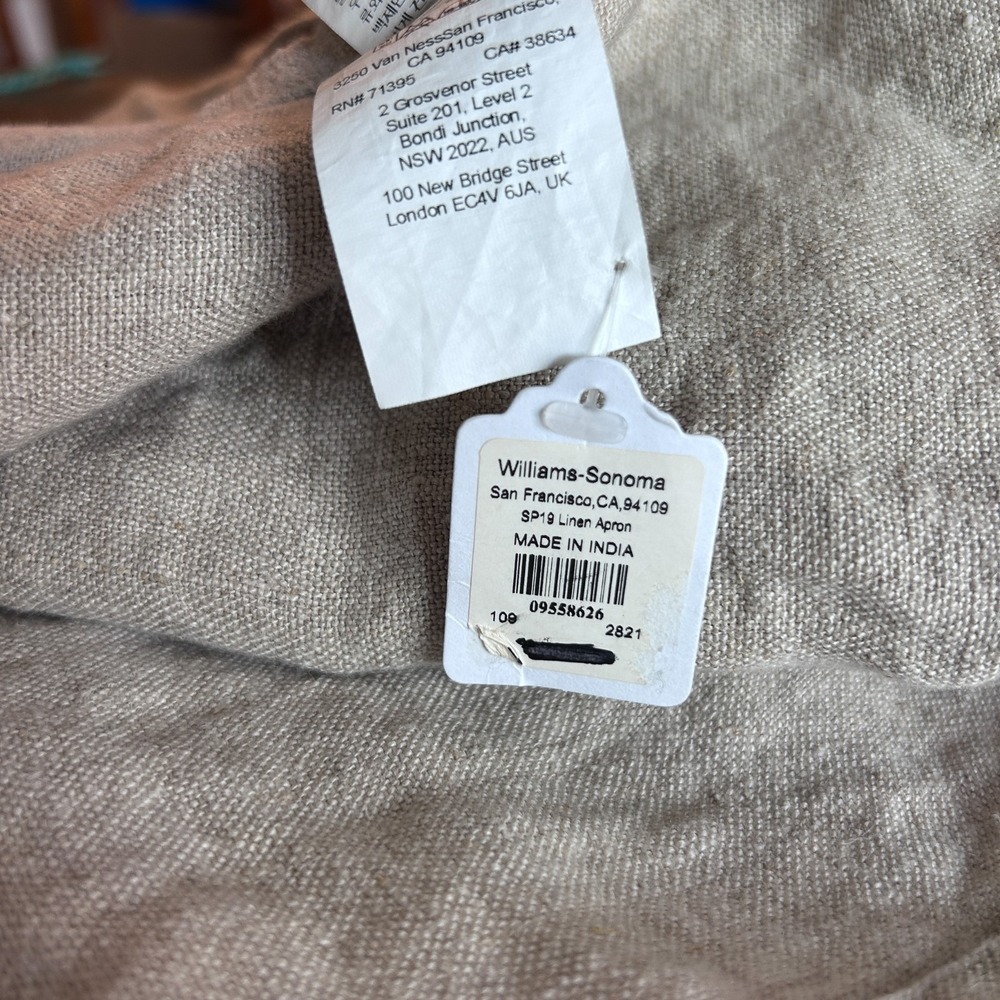 3250 Van NessSan Francisco,
CA 94109
RN# 71395 CA# 38634
2 Grosvenor Street
Suite 201, Level 2
Bondi Junction,
NSW 2022, AUS
100 New Bridge Street
London EC4V 6JA, UK
Williams-Sonoma
San Francisco,CA,94109
SP19 Linen Apron
MADE IN INDIA
09558626
109 2821